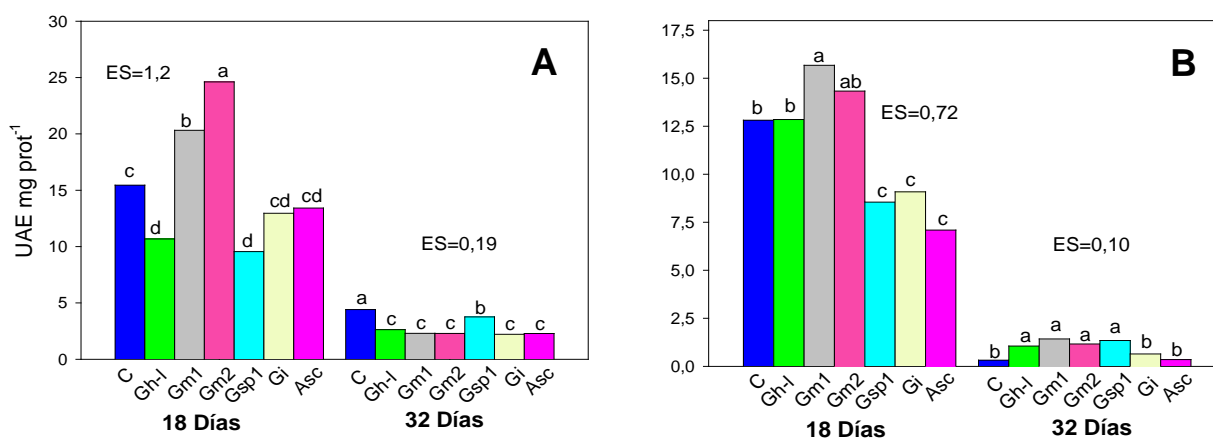 A
ES=1,2
UAE mg prot-1
30
25
20
15
10
5
0
c
d
b
a
d
cd
cd
ES=0,19
a
c
c
c
b
c
c
C
Gh-I
Gm1
Gm2
Gsp1
Gi
Asc
C
Gh-I
Gm1
Gm2
Gsp1
Gi
Asc
18 Días
32 Días
B
17,5
15,0
12,5
10,0
7,5
5,0
2,5
0,0
b
b
a
ab
c
c
c
ES=0,72
ES=0,10
b
a
a
a
a
b
b
C
Gh-I
Gm1
Gm2
Gsp1
Gi
Asc
C
Gh-I
Gm1
Gm2
Gsp1
Gi
Asc
18 Días
32 Días